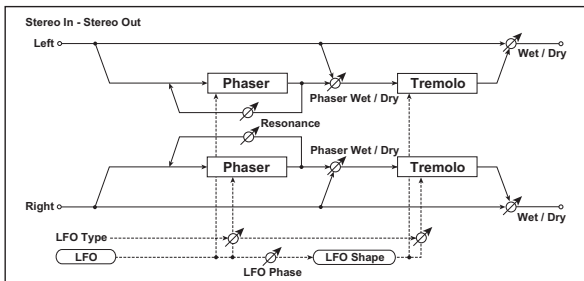 Stereo In - Stereo Out
Left
Wet / Dry
Phaser
Tremolo
Phaser Wet / Dry
Resonance
Phaser Wet / Dry
Phaser
Tremolo
Right
Wet / Dry
LFO Type
LFO
LFO Shape
LFO Phase